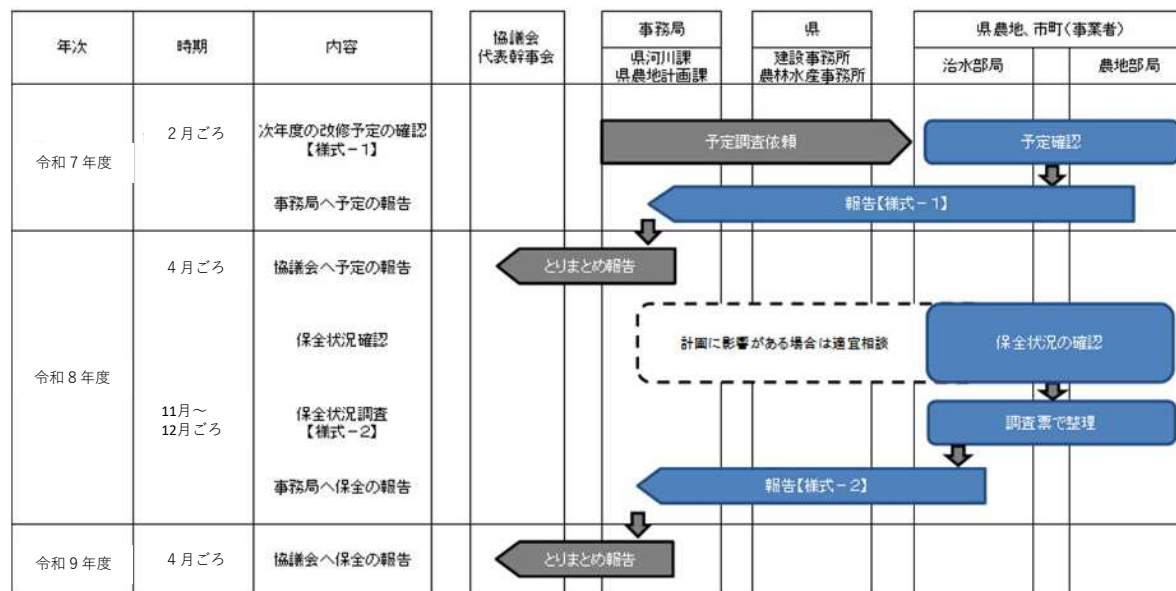 年次
時期
内容
協議会
代表幹事会
事務局
県河川課
県農地計画課
県
建設事務所
農林水産事務所
県農地、市町(事業者)
治水部局
農地部局
令和7年度
2月ごろ
次年度の改修予定の確認
【様式－1】
予定調査依頼
予定確認
事務局へ予定の報告
報告【様式－1】
令和8年度
4月ごろ
協議会へ予定の報告
とりまとめ報告
保全状況確認
計画に影響がある場合は適宜相談
保全状況の確認
11月～
12月ごろ
保全状況調査
【様式－2】
調査票で整理
事務局へ保全の報告
報告【様式－2】
令和9年度
4月ごろ
協議会へ保全の報告
とりまとめ報告